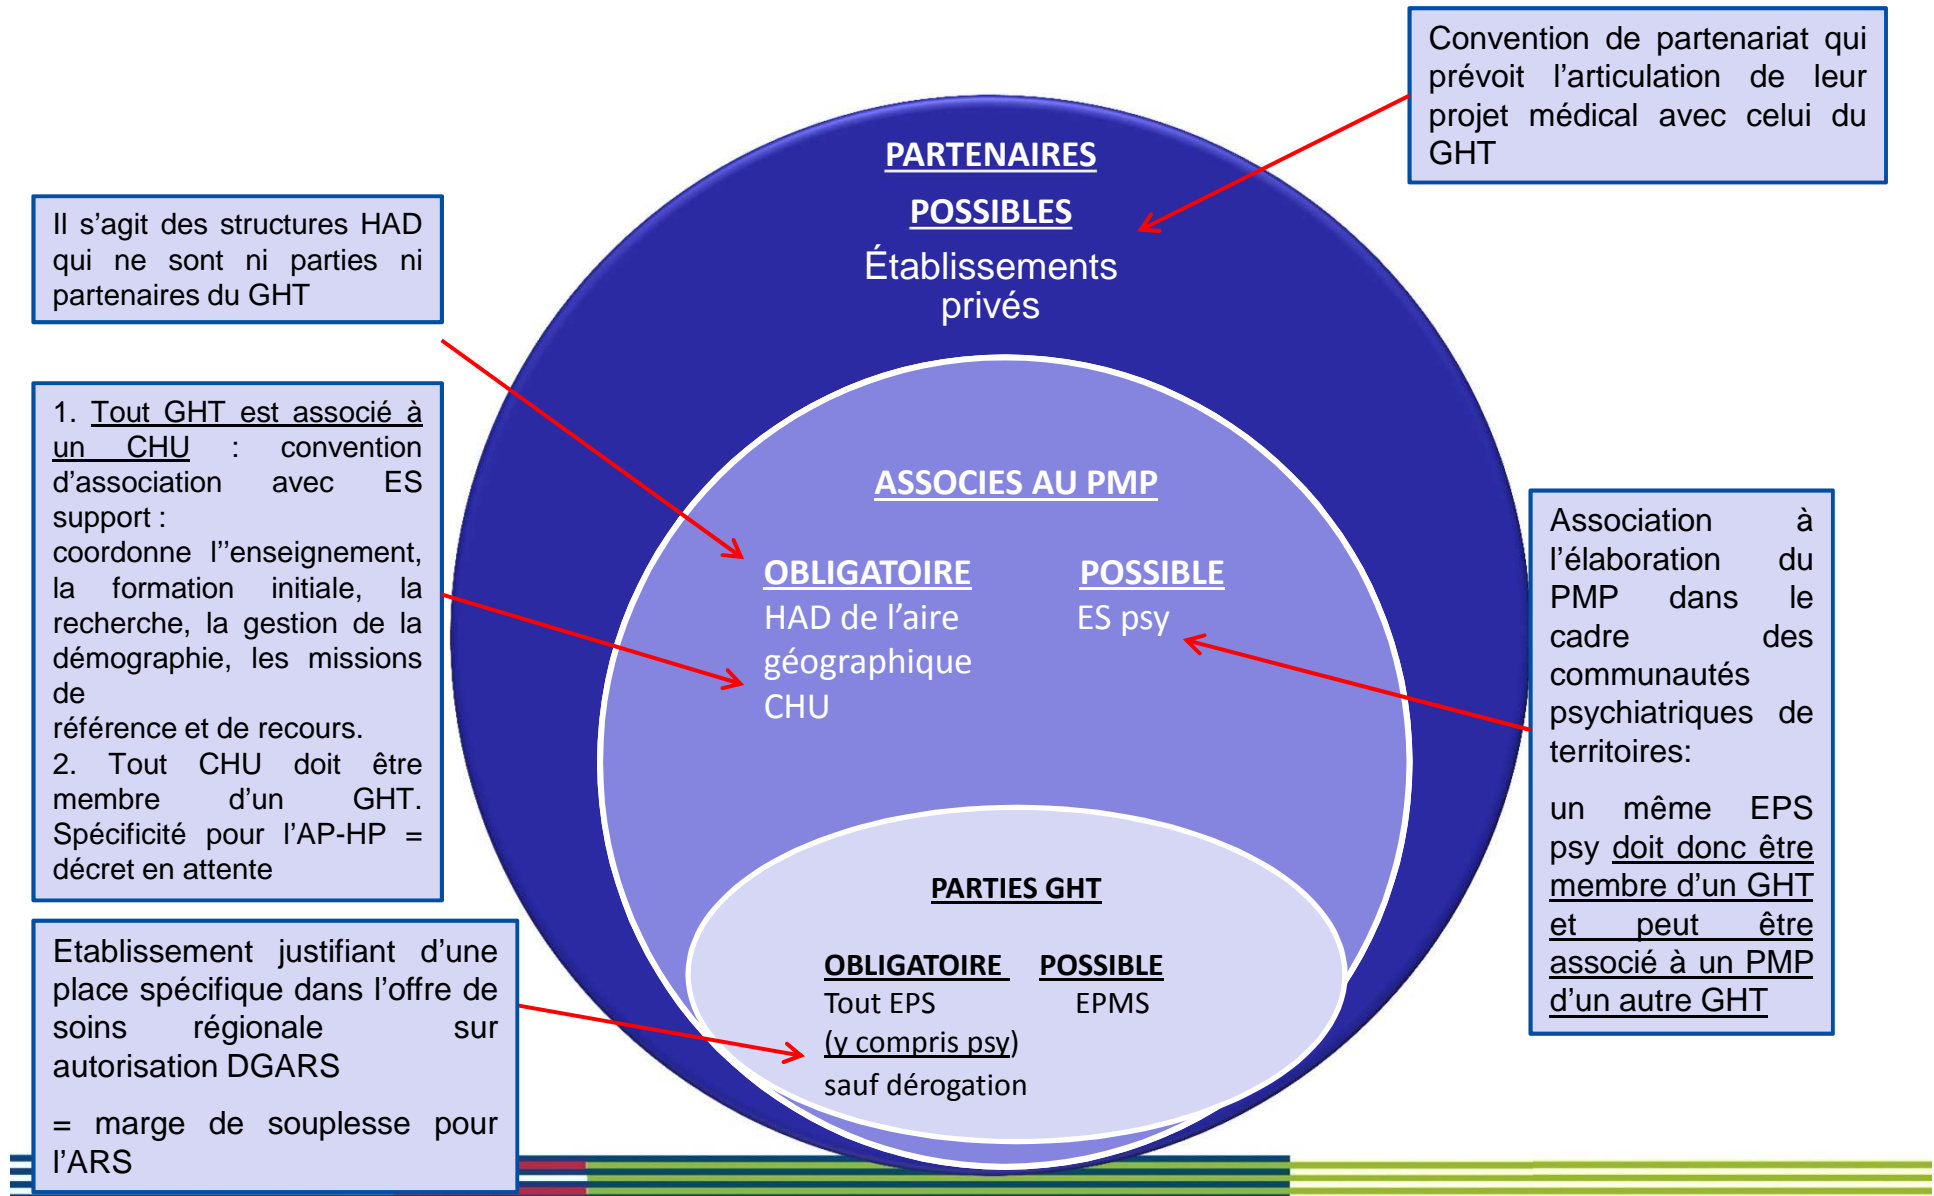 Convention de partenariat qui
prévoit l’articulation de leur
projet médical avec celui du
GHT
PARTENAIRES
POSSIBLES
Établissements
privés
Il s’agit des structures HAD
qui ne sont ni parties ni
partenaires du GHT
1. Tout GHT est associé à
un CHU : convention
d’association avec ES
support :
coordonne l’’enseignement,
la formation initiale, la
recherche, la gestion de la
démographie, les missions
de
référence et de recours.
2. Tout CHU doit être
membre d’un GHT.
Spécificité pour l’AP-HP =
décret en attente
ASSOCIES AU PMP
OBLIGATOIRE
HAD de l’aire
géographique
CHU
POSSIBLE
ES psy
Association à
l’élaboration du
PMP dans le
cadre des
communautés
psychiatriques de
territoires:
un même EPS
psy doit donc être
membre d’un GHT
et peut être
associé à un PMP
d’un autre GHT
PARTIES GHT
OBLIGATOIRE POSSIBLE
Tout EPS EPMS
(y compris psy)
sauf dérogation
Etablissement justifiant d’une
place spécifique dans l’offre de
soins régionale sur
autorisation DGARS
= marge de souplesse pour
l’ARS